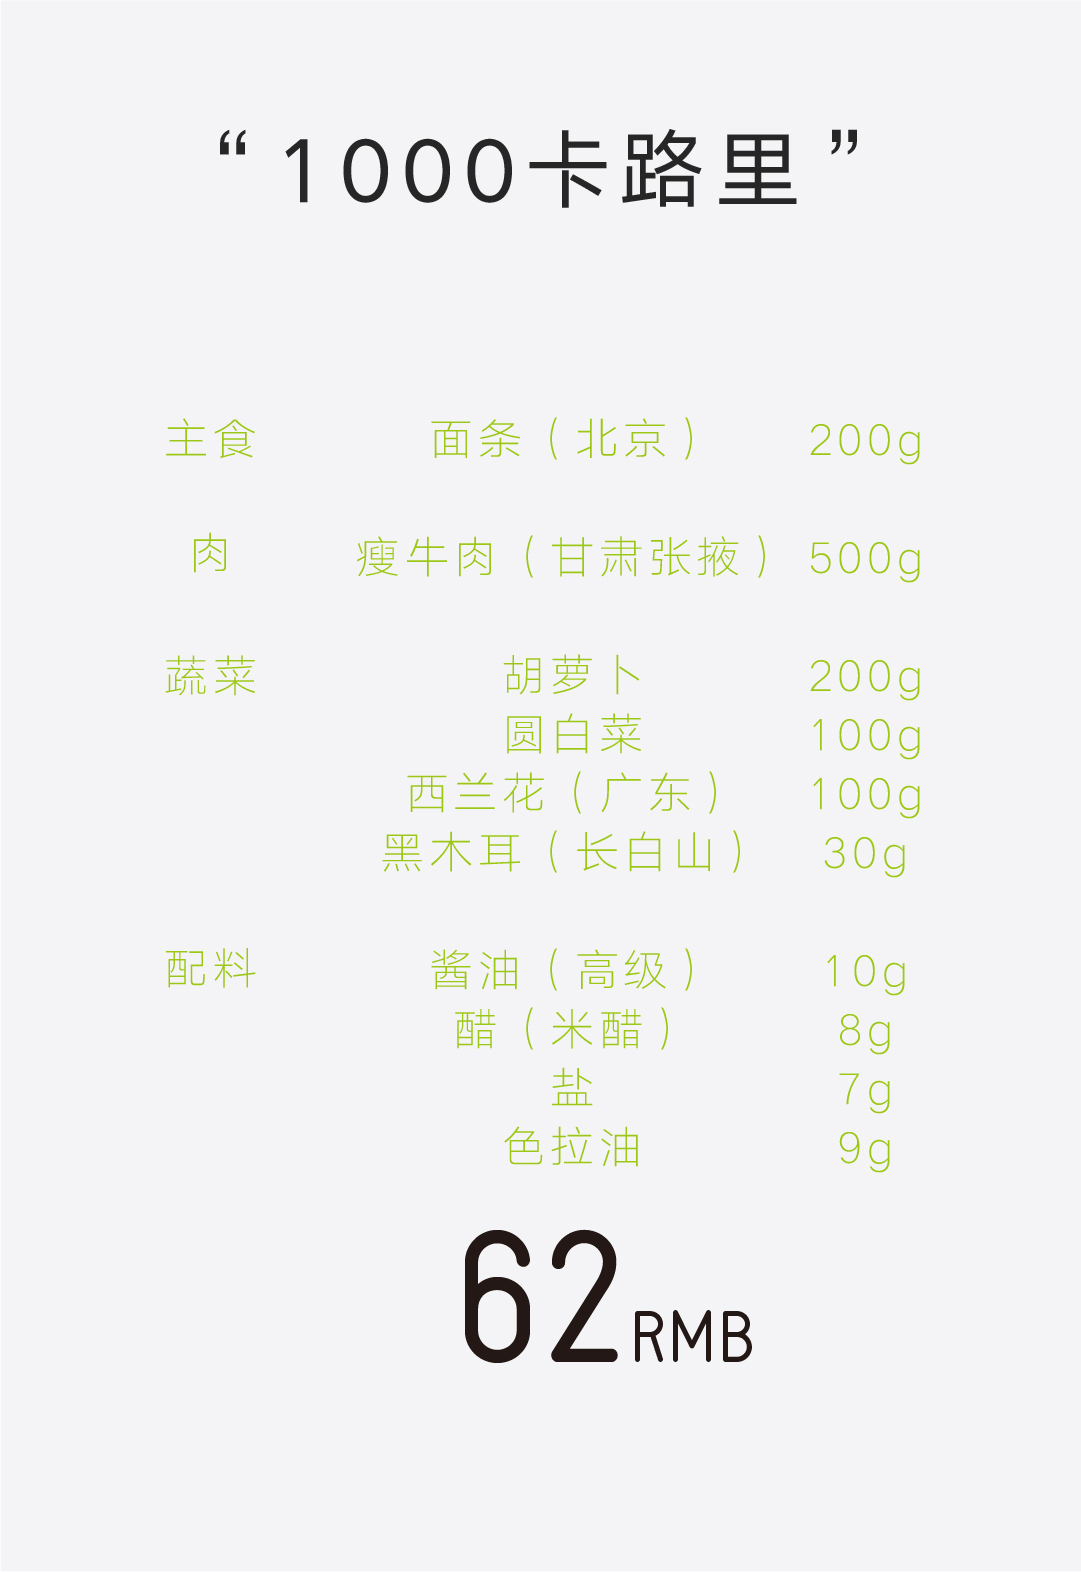 “1000卡路里”
主食 面条（北京） 200g
肉 瘦牛肉（甘肃张掖） 500g
蔬菜 胡萝卜 200g
圆白菜 100g
西兰花（广东） 100g
黑木耳（长白山） 30g
配料 酱油（高级） 10g
醋（米醋） 8g
盐 7g
色拉油 9g
62RMB